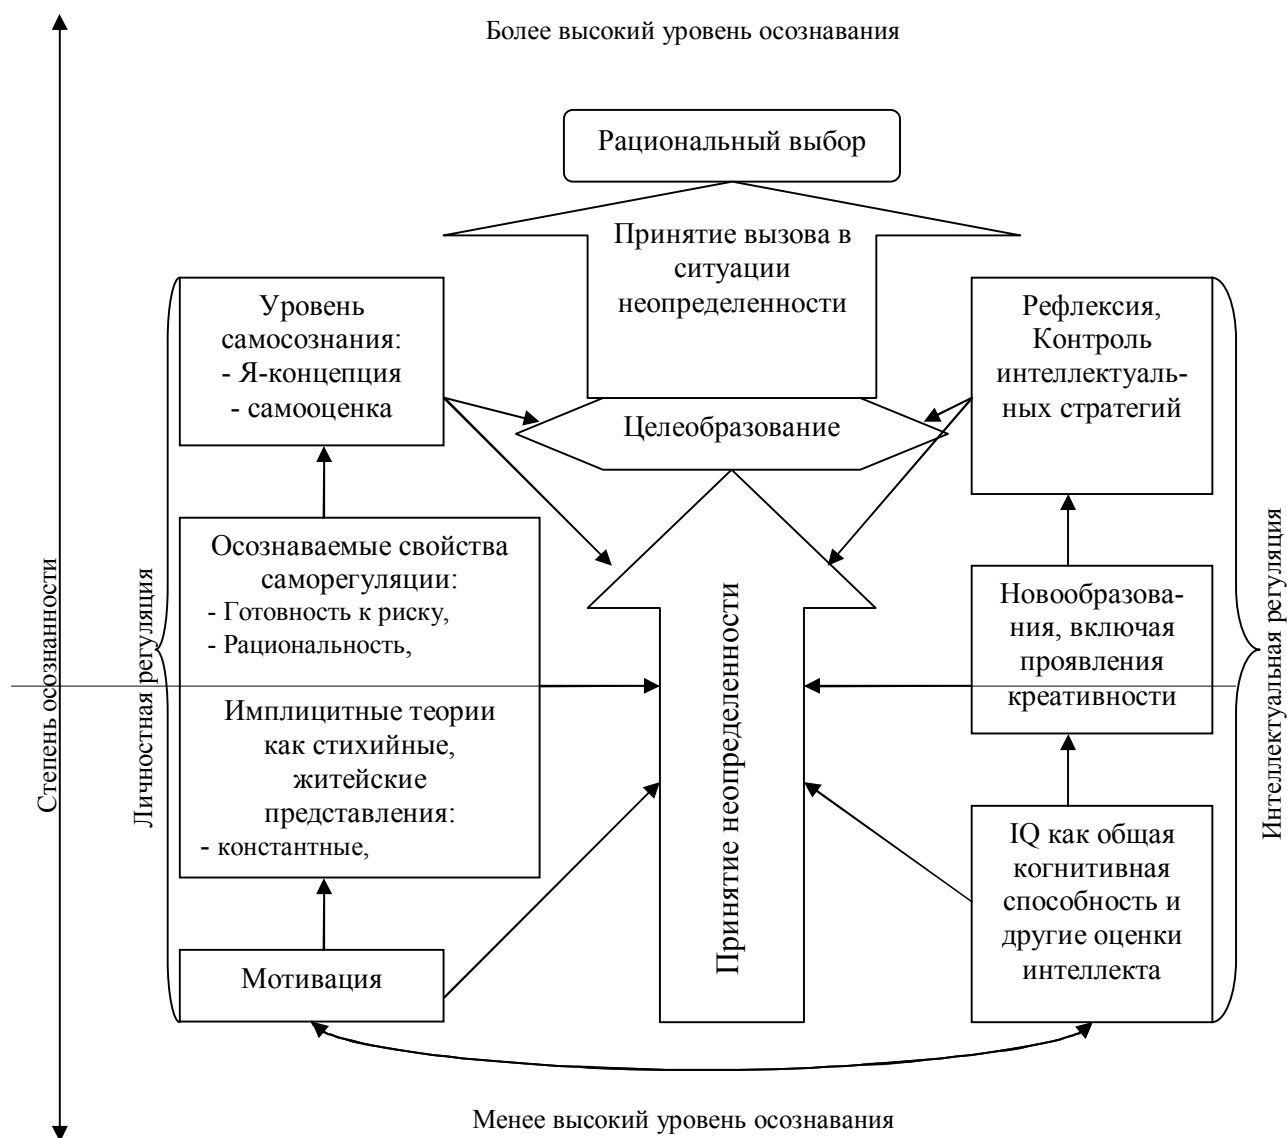 Более высокий уровень осознавания
Рациональный выбор
Принятие вызова в
ситуации
неопределенности
Уровень
самосознания:
- Я-концепция
- самооценка
Рефлексия,
Контроль
интеллектуаль-
ных стратегий
Целеобразование
Осознаваемые свойства
саморегуляции:
- Готовность к риску,
- Рациональность,
Имплицитные теории
как стихийные,
житейские
представления:
- константные,
Новообразова-
ния, включая
проявления
креативности
IQ как общая
когнитивная
способность и
другие оценки
интеллекта
Мотивация
Принятие неопределенности
Степень осознанности
Личностная регуляция
Интеллектуальная регуляция
Менее высокий уровень осознавания